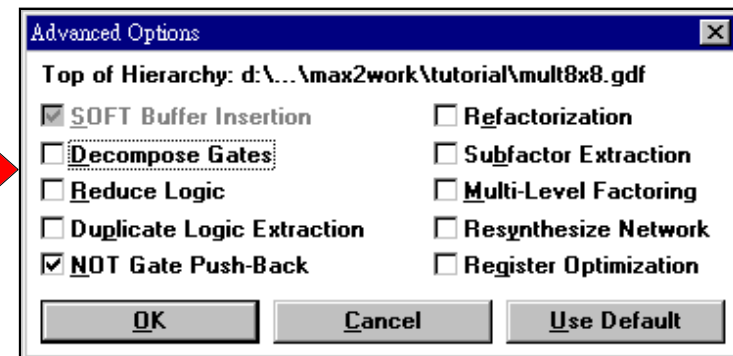 Advanced Options
Top of Hierarchy: d:\...\max2work\tutorial\mult8x8.gdf
SOFT Buffer Insertion
Decompose Gates
Reduce Logic
Duplicate Logic Extraction
NOT Gate Push-Back
Refactorization
Subfactor Extraction
Multi-Level Factoring
Resynthesize Network
Register Optimization
OK
Cancel
Use Default